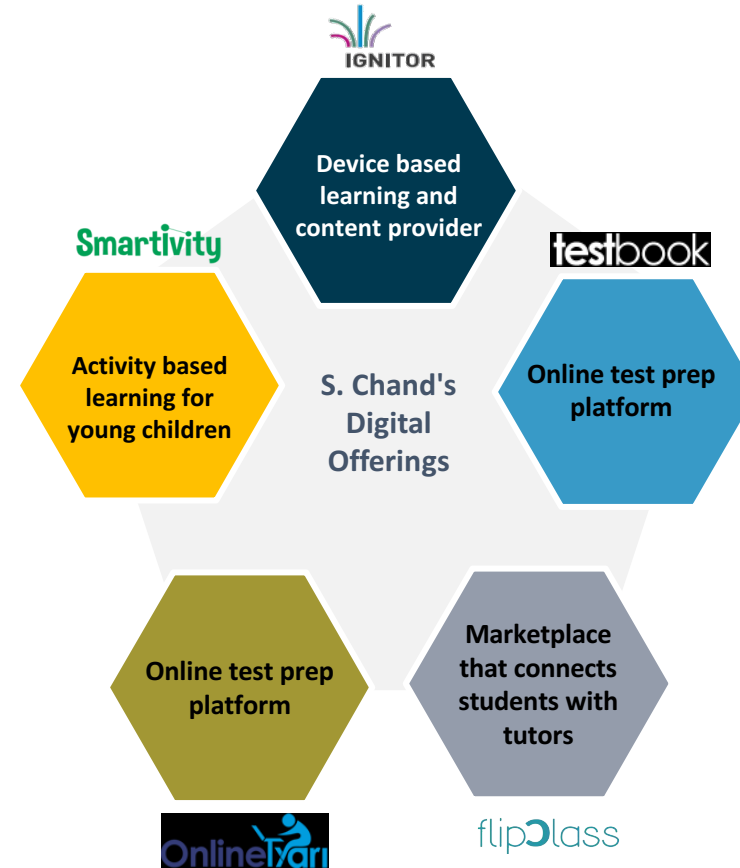 IGNITOR
Device based
learning and
content provider
Smartivity
testbook
Activity based
learning for
young children
S. Chand's
Digital
Offerings
Online test prep
platform
Online test prep
platform
Marketplace
that connects
students with
tutors
OnlineTyari
flipClass